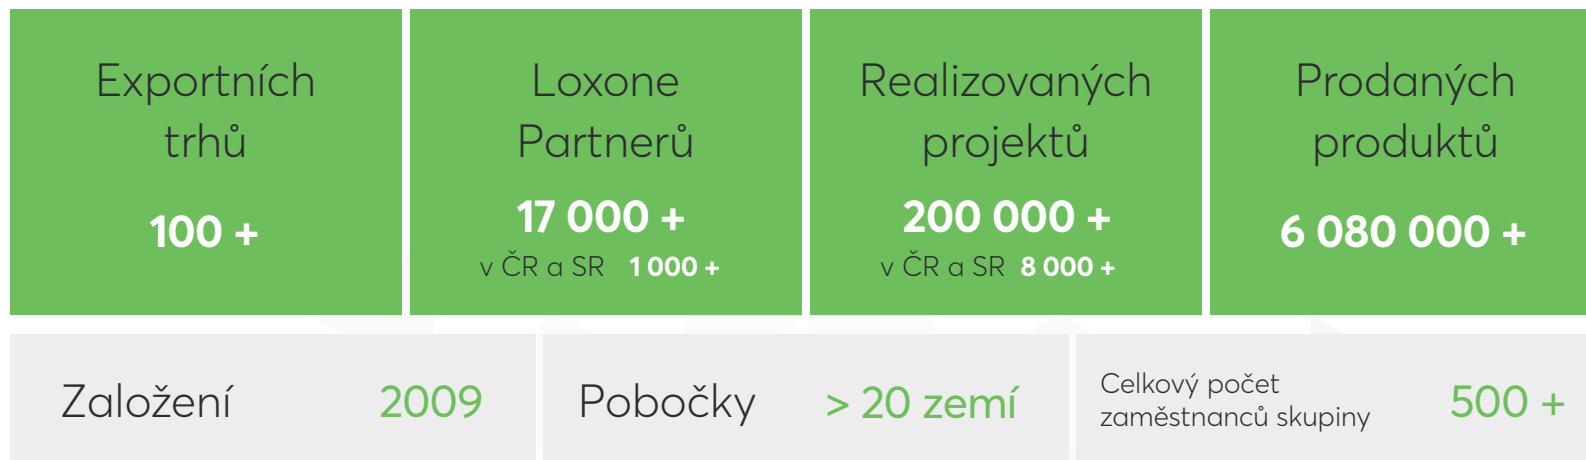 Exportních
trhů
100 +
Loxone
Partnerů
17 000 +
v ČR a SR 1 000 +
Realizovaných
projektů
200 000 +
v ČR a SR 8 000 +
Prodaných
produktů
6 080 000 +
Založení 2009
Pobočky > 20 zemí
Celkový počet
zaměstnanců skupiny
500 +